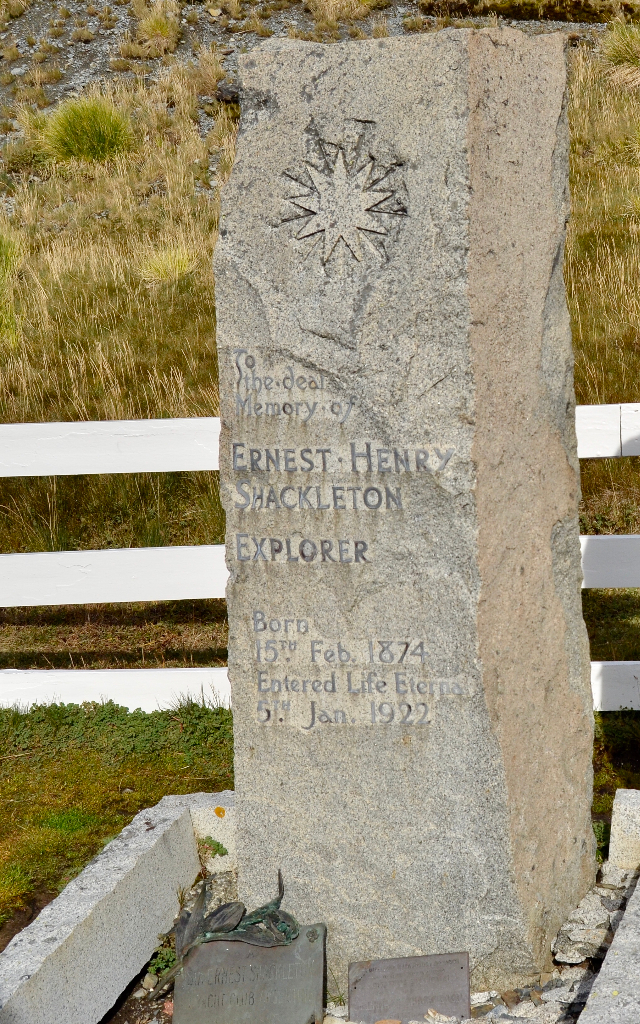 To
the · dear
Memory · of
ERNEST · HENRY
SHACKLETON
EXPLORER
Born
15TH Feb. 1874
Entered Life Eternal
5TH Jan. 1922
ERNEST